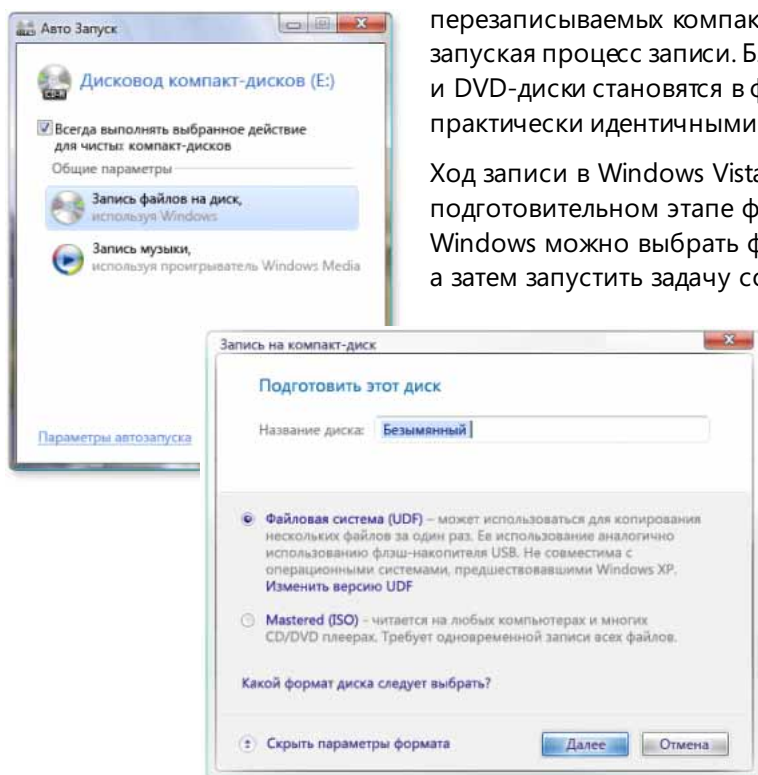 Авто Запуск
Дисковод компакт-дисков (E:)
CD-R
Всегда выполнять выбранное действие
для чистых компакт-дисков
Общие параметры
Запись файлов на диск,
используя Windows
Запись музыки,
используя проигрыватель Windows Media
Параметры автозапуска
перезаписываемых
запуская процесс записи.
и DVD-диски становятся в
практически идентичными
Ход записи в Windows Vista
подготовительном этапе
Windows можно выбрать
а затем запустить задачу
Запись на компакт-диск
Подготовить этот диск
Название диска: Безымянный
Файловая система (UDF) – может использоваться для копирования
нескольких файлов за один раз. Ее использование аналогично
использованию флэш-накопителя USB. Не совместима с
операционными системами, предшествовавшими Windows XP.
Изменить версию UDF
Mastered (ISO) – читается на любых компьютерах и многих
CD/DVD плеерах. Требует одновременной записи всех файлов.
Какой формат диска следует выбрать?
Скрыть параметры формата
Далее
Отмена